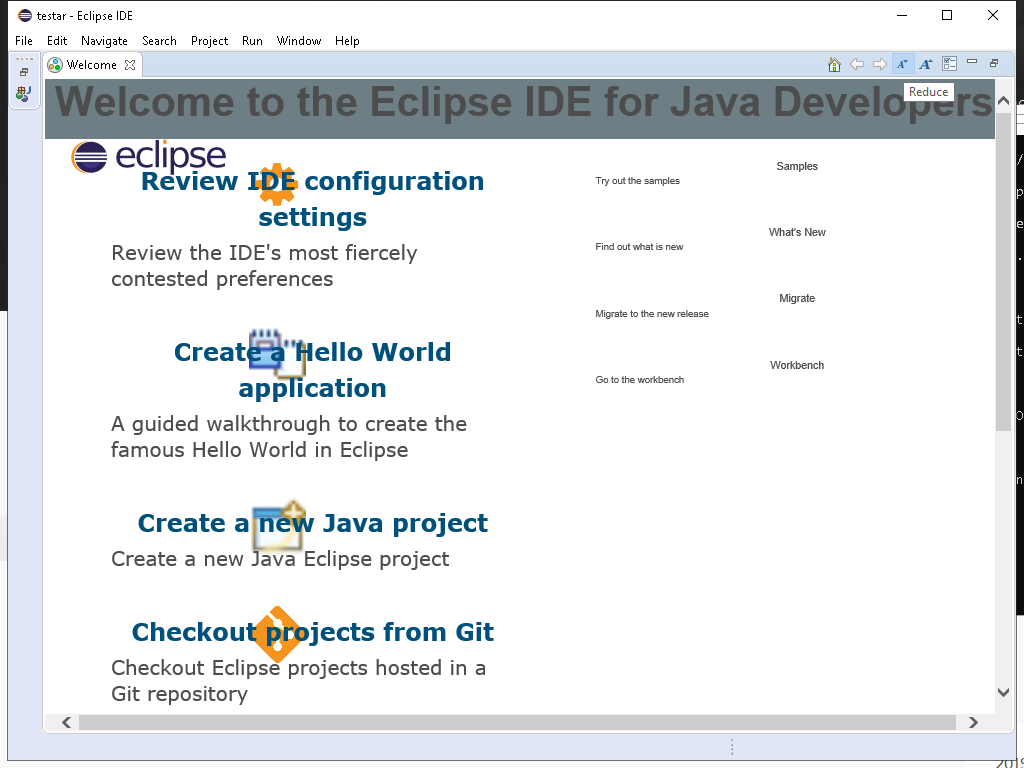 testar - Eclipse IDE
File Edit Navigate Search Project Run Window Help
Welcome
Reduce
Welcome to the Eclipse IDE for Java Developers
eclipse
Review IDE configuration
settings
Review the IDE's most fiercely
contested preferences
Create a Hello World
application
A guided walkthrough to create the
famous Hello World in Eclipse
Create a new Java project
Create a new Java Eclipse project
Checkout projects from Git
Checkout Eclipse projects hosted in a
Git repository
Samples
Try out the samples
What's New
Find out what is new
Migrate
Migrate to the new release
Workbench
Go to the workbench